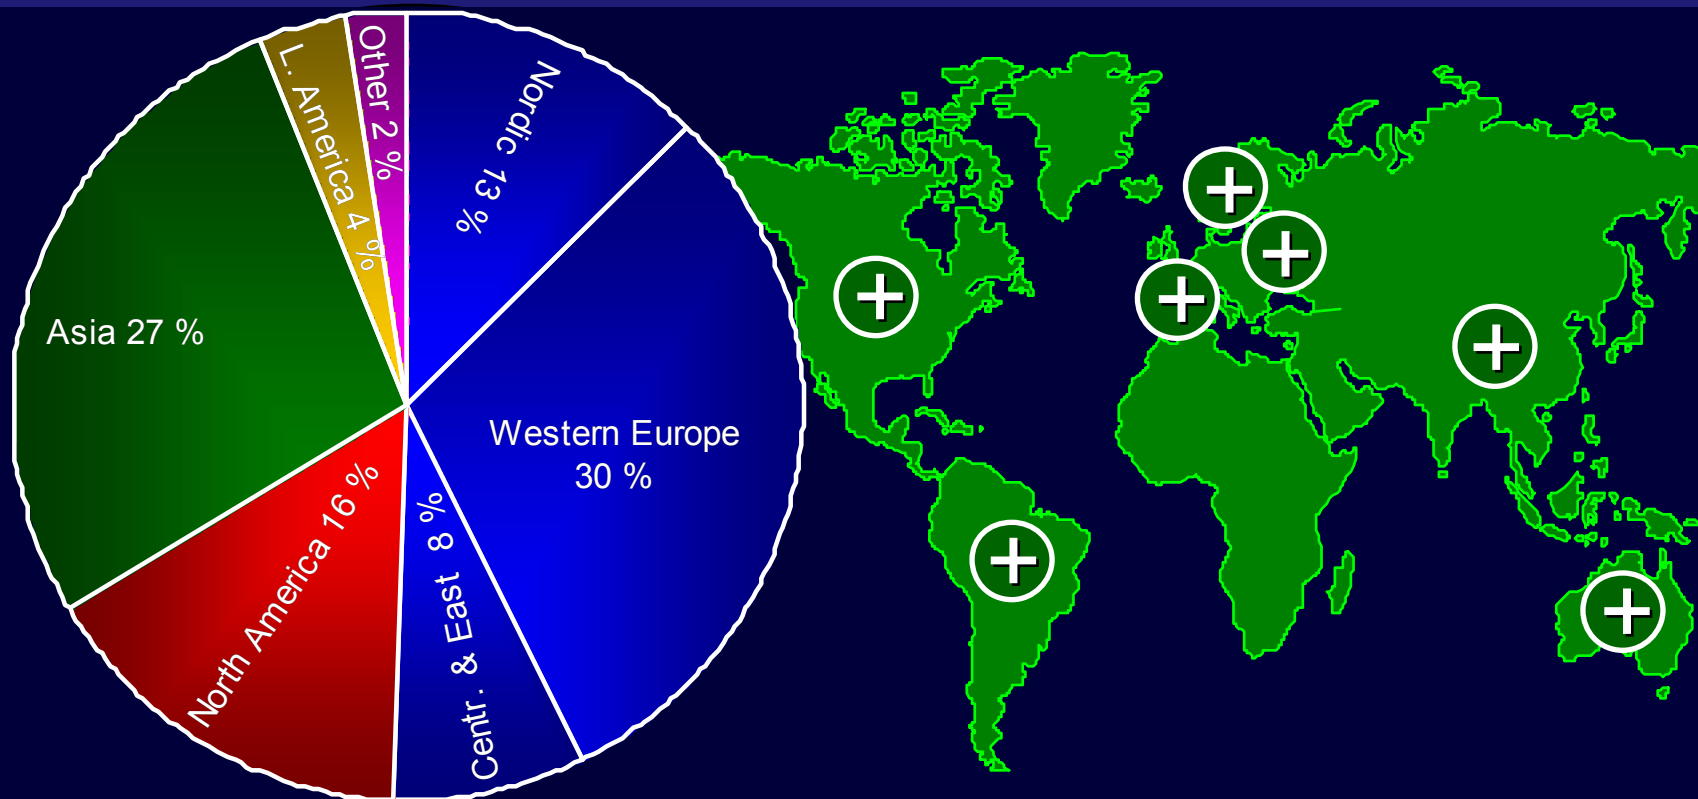 Nordic 13 %
Western Europe
30 %
Centr. & East 8 %
North America 16 %
Asia 27 %
L. America 4 %
Other 2 %